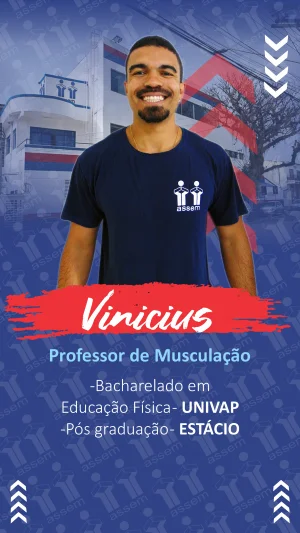 assem
Vinicius
Professor de Musculação
-Bacharelado em
Educação Física- UNIVAP
-Pós graduação- ESTÁCIO